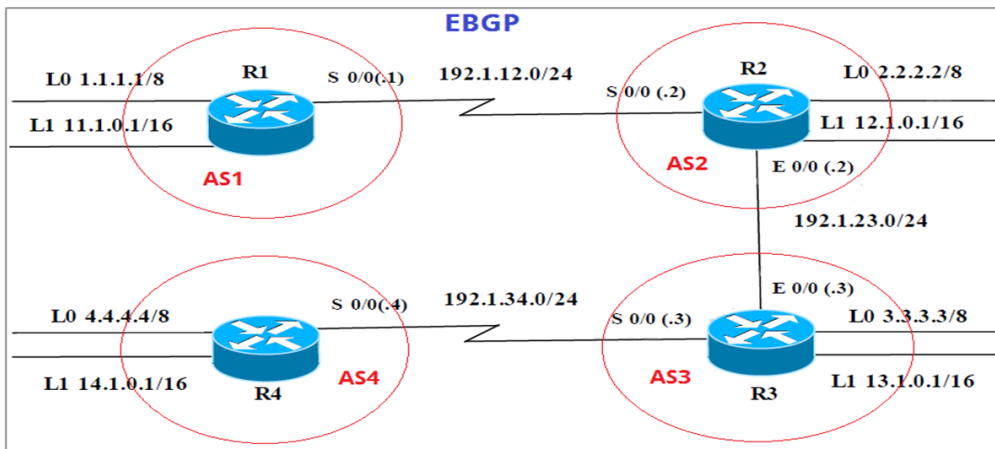 EBGP
L0 1.1.1.1/8
R1
S 0/0(.1)
192.1.12.0/24
S 0/0 (.2)
R2
L0 2.2.2.2/8
L1 11.1.0.1/16
L1 12.1.0.1/16
AS1
AS2
E 0/0 (.2)
192.1.23.0/24
L0 4.4.4.4/8
S 0/0(.4)
192.1.34.0/24
S 0/0 (.3)
E 0/0 (.3)
L0 3.3.3.3/8
L1 14.1.0.1/16
R4
AS4
AS3
R3
L1 13.1.0.1/16